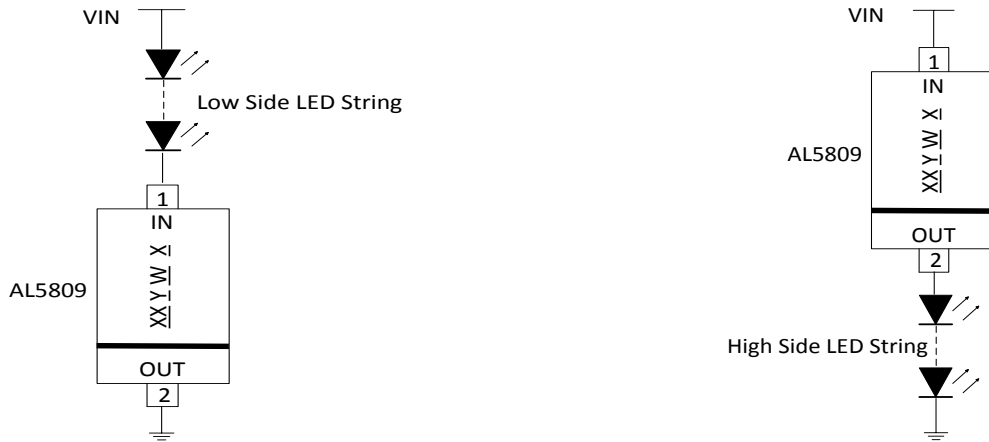 VIN
Low Side LED String
1
IN
XX Y W X
AL5809
OUT
2
VIN
1
IN
XX Y W X
AL5809
OUT
2
High Side LED String